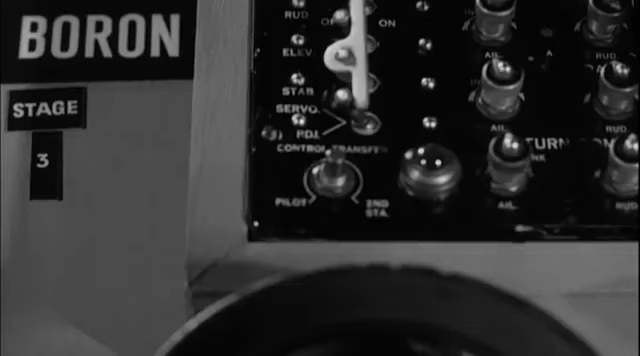 BORON
STAGE
3
RUD.
ON
ELEV.
STAB.
SERVO.
P.D.I.
CONTROL TRANSFER
PILOT
2ND
STA.
AIL.
RUD.
AIL.
RUD.
TURN
AIL.
RUD.